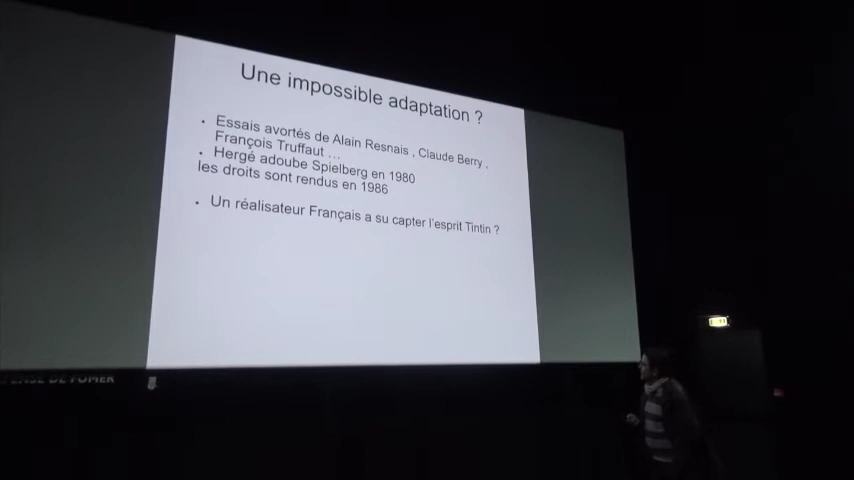 Une impossible adaptation ?
• Essais avortés de Alain Resnais , Claude Berry ,
François Truffaut ...
• Hergé adoube Spielberg en 1980
les droits sont rendus en 1986
• Un réalisateur Français a su capter l'esprit Tintin ?
DE FUMER